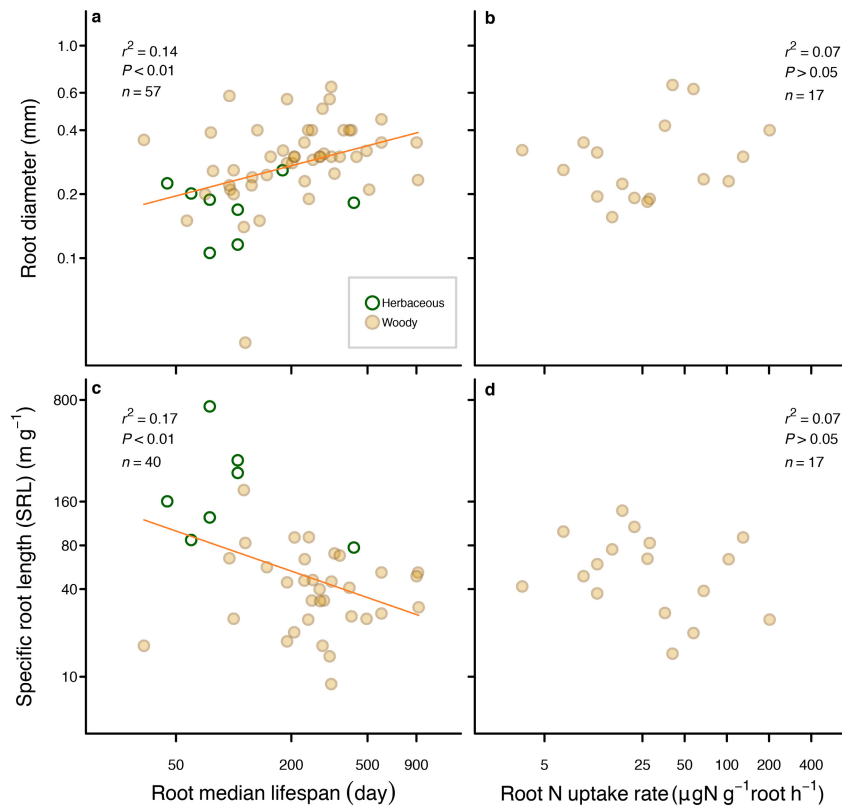 a
r² = 0.14
P < 0.01
n = 57
1.0
0.6
0.4
0.2
0.1
Root diameter (mm)
Herbaceous
Woody
b
r² = 0.07
P > 0.05
n = 17
c
r² = 0.17
P < 0.01
n = 40
800
160
80
40
10
Specific root length (SRL) (m g⁻¹)
50
200
500
900
Root median lifespan (day)
d
r² = 0.07
P > 0.05
n = 17
5
25
50
100
200
400
Root N uptake rate (μgN g⁻¹root h⁻¹)